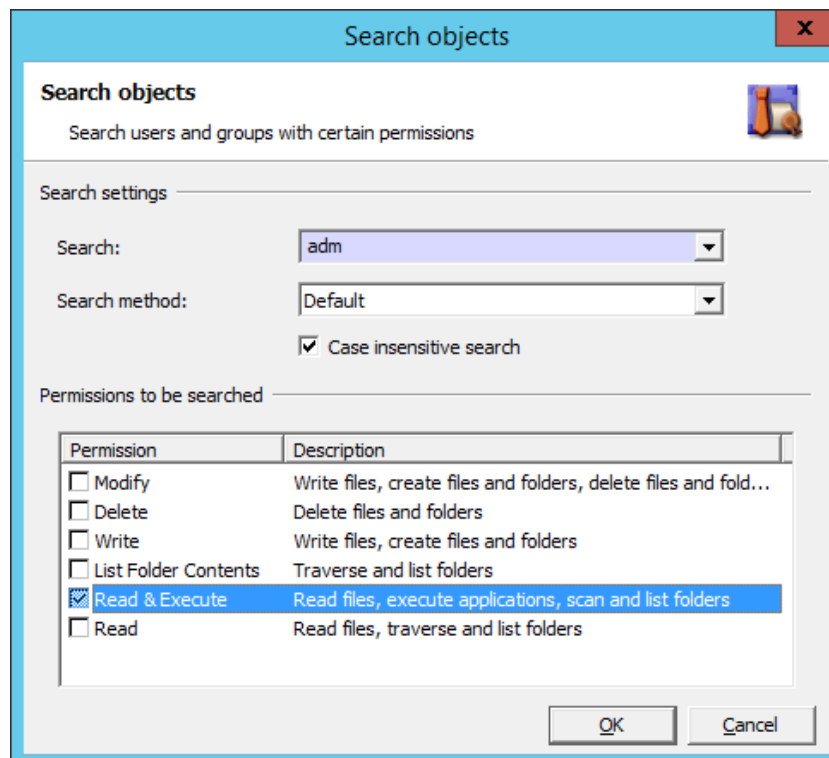 Search objects
x
Search objects
Search users and groups with certain permissions
Search settings
Search: adm
Search method: Default
Case insensitive search
Permissions to be searched
Permission Description
Modify Write files, create files and folders, delete files and fold...
Delete Delete files and folders
Write Write files, create files and folders
List Folder Contents Traverse and list folders
Read & Execute Read files, execute applications, scan and list folders
Read Read files, traverse and list folders
OK Cancel